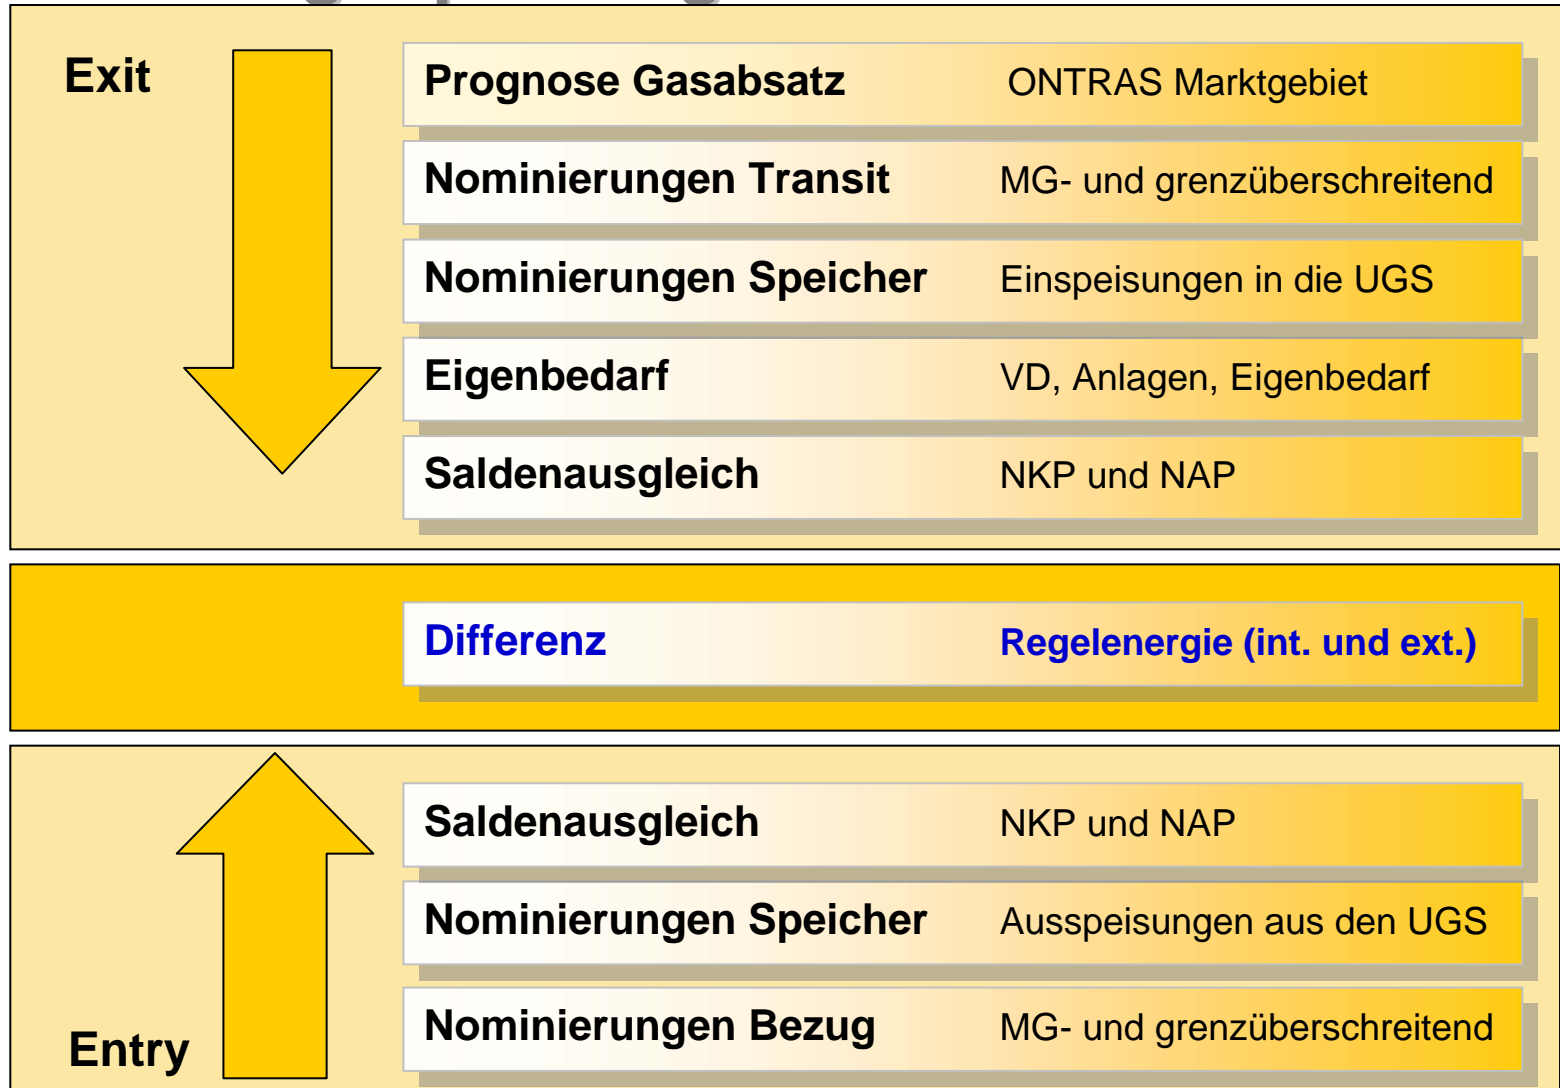 Exit
Prognose Gasabsatz ONTRAS Marktgebiet
Nominierungen Transit MG- und grenzüberschreitend
Nominierungen Speicher Einspeisungen in die UGS
Eigenbedarf VD, Anlagen, Eigenbedarf
Saldenausgleich NKP und NAP
Differenz Regelenergie (int. und ext.)
Saldenausgleich NKP und NAP
Nominierungen Speicher Ausspeisungen aus den UGS
Nominierungen Bezug MG- und grenzüberschreitend
Entry